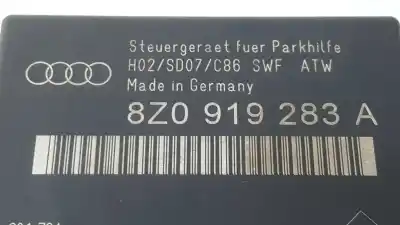 Steuergeraet fuer Parkhilfe
H02/SD07/C86 SWF ATW
Made in Germany
8Z0 919 283 A